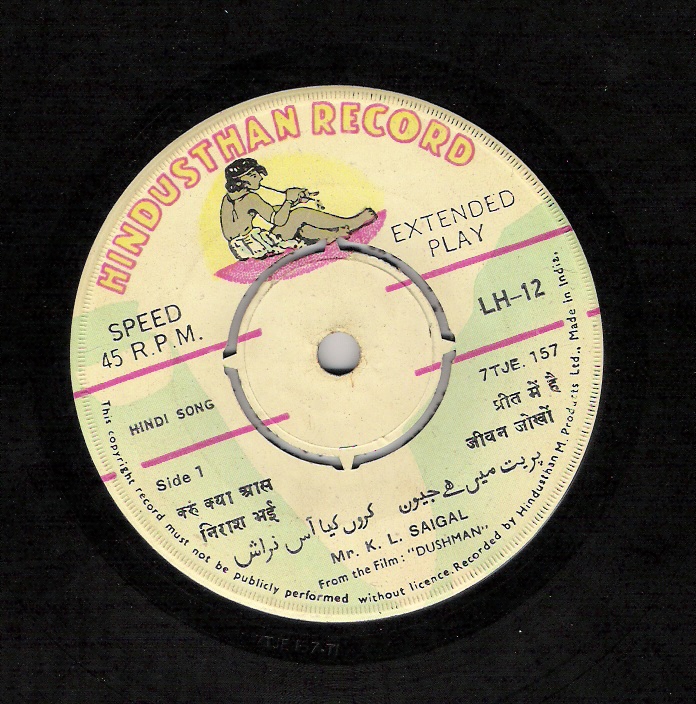 HINDUSTHAN RECORD
EXTENDED
PLAY
SPEED
45 R.P.M.
LH-12
7TJE. 157
HINDI SONG
Side 1
प्रीत में है
जीवन जोखों
करुं क्या आस
निराश भई
پریت میں ہے جیون
کروں کیا آس نراش
Mr. K. L. SAIGAL
From the Film: "DUSHMAN"
This copyright record must not be publicly performed without licence. Recorded by Hindusthan M. Products Ltd., Made In India.